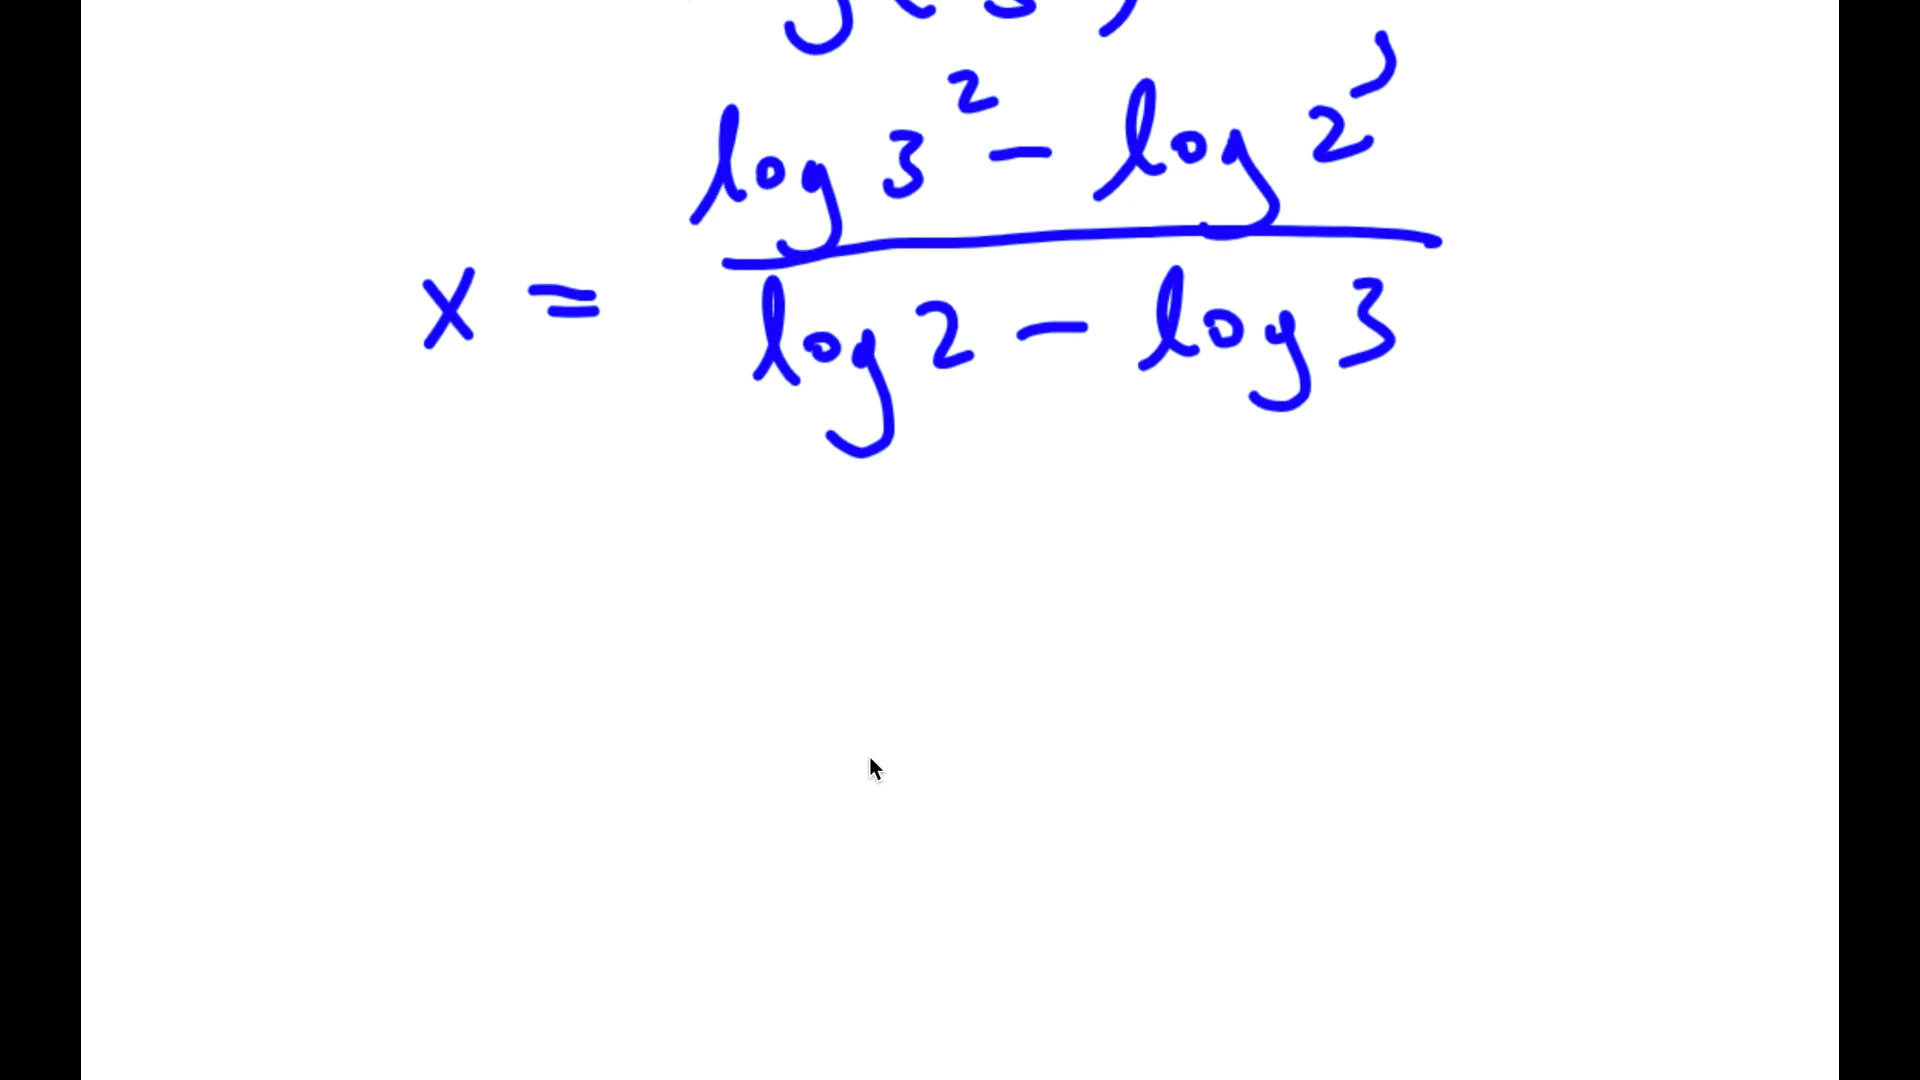 log 3² - log 2³
x = ―――――――――
log 2 - log 3